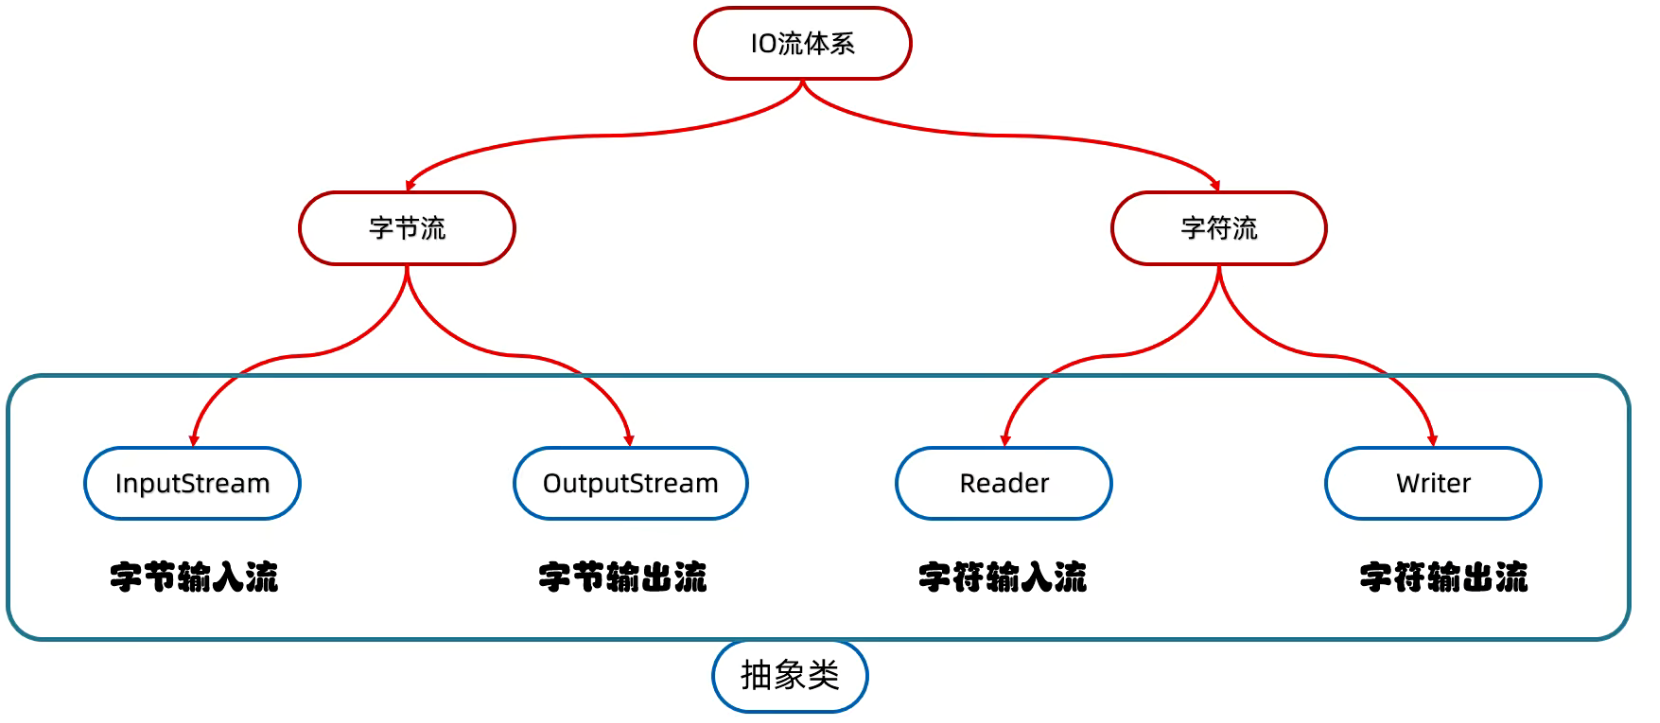 IO流体系
字节流
字符流
InputStream
OutputStream
Reader
Writer
字节输入流
字节输出流
字符输入流
字符输出流
抽象类